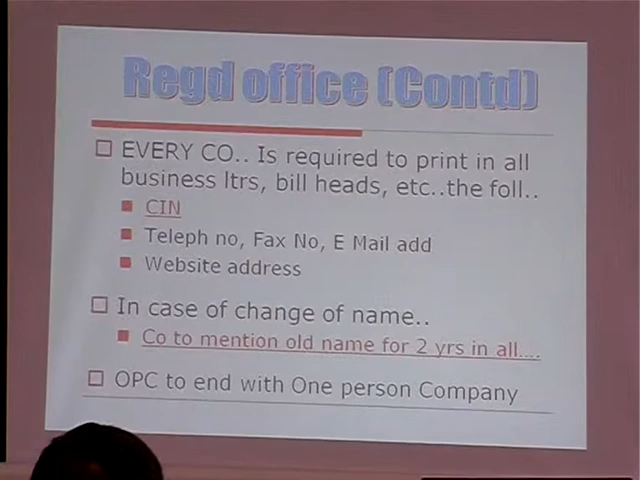 Regd office (Contd)
EVERY CO.. Is required to print in all
business ltrs, bill heads, etc..the foll..
CIN
Teleph no, Fax No, E Mail add
Website address
In case of change of name..
Co to mention old name for 2 yrs in all....
OPC to end with One person Company